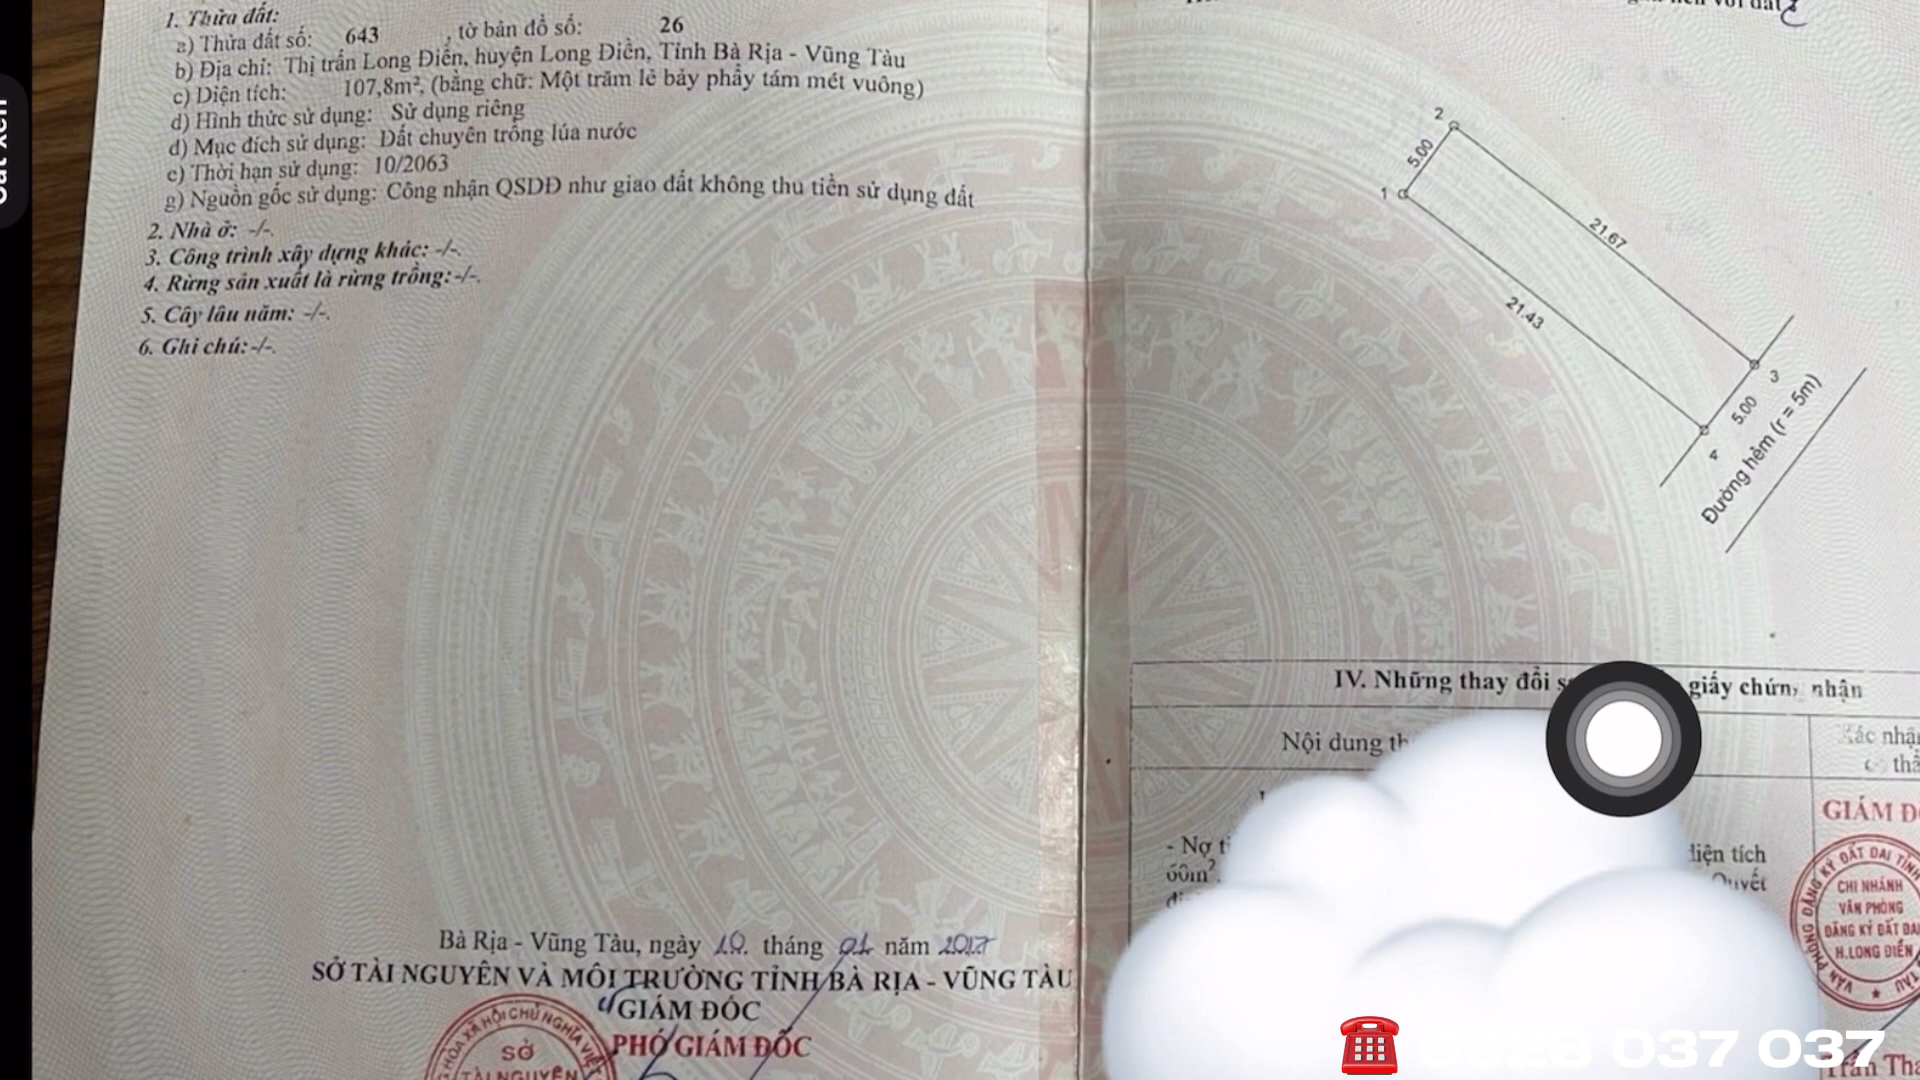 1. Thửa đất:
a) Thửa đất số: 643 , tờ bản đồ số: 26
b) Địa chỉ: Thị trấn Long Điền, huyện Long Điền, Tỉnh Bà Rịa - Vũng Tàu
c) Diện tích: 107,8m², (bằng chữ: Một trăm lẻ bảy phẩy tám mét vuông)
d) Hình thức sử dụng: Sử dụng riêng
đ) Mục đích sử dụng: Đất chuyên trồng lúa nước
e) Thời hạn sử dụng: 10/2063
g) Nguồn gốc sử dụng: Công nhận QSDĐ như giao đất không thu tiền sử dụng đất
2. Nhà ở: -/-.
3. Công trình xây dựng khác: -/-.
4. Rừng sản xuất là rừng trồng: -/-.
5. Cây lâu năm: -/-.
6. Ghi chú: -/-.
Bà Rịa - Vũng Tàu, ngày 18. tháng 01 năm 2017
SỞ TÀI NGUYÊN VÀ MÔI TRƯỜNG TỈNH BÀ RỊA - VŨNG TÀU
GIÁM ĐỐC
PHÓ GIÁM ĐỐC
SỞ
TÀI NGUYÊN
2
5.00
1
21.67
21.43
3
5.00
4
Đường hẻm (r = 5m)
IV. Những thay đổi giấy chứng nhận
Nội dung
- Nợ diện tích
60m².
Quyết
GIÁM
CHI NHÁNH
VĂN PHÒNG
ĐĂNG KÝ ĐẤT ĐAI
H.LONG ĐIỀN
037 037